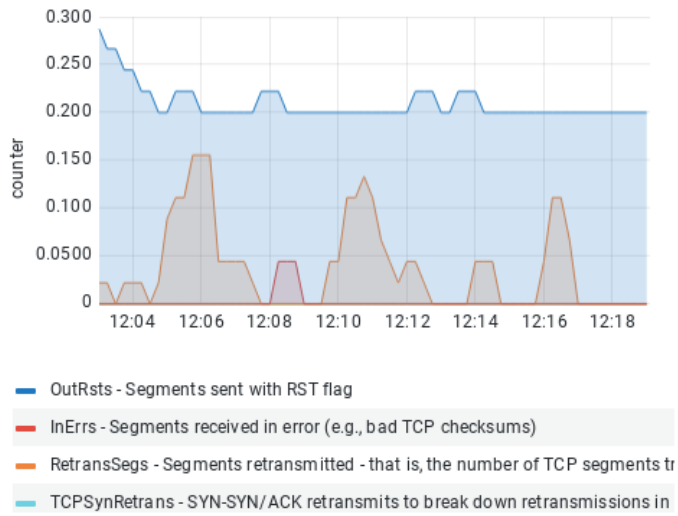 0.300
0.250
0.200
0.150
0.100
0.0500
0
counter
12:04 12:06 12:08 12:10 12:12 12:14 12:16 12:18
OutRsts - Segments sent with RST flag
InErrs - Segments received in error (e.g., bad TCP checksums)
RetransSegs - Segments retransmitted - that is, the number of TCP segments
TCPSynRetrans - SYN-SYN/ACK retransmits to break down retransmissions in